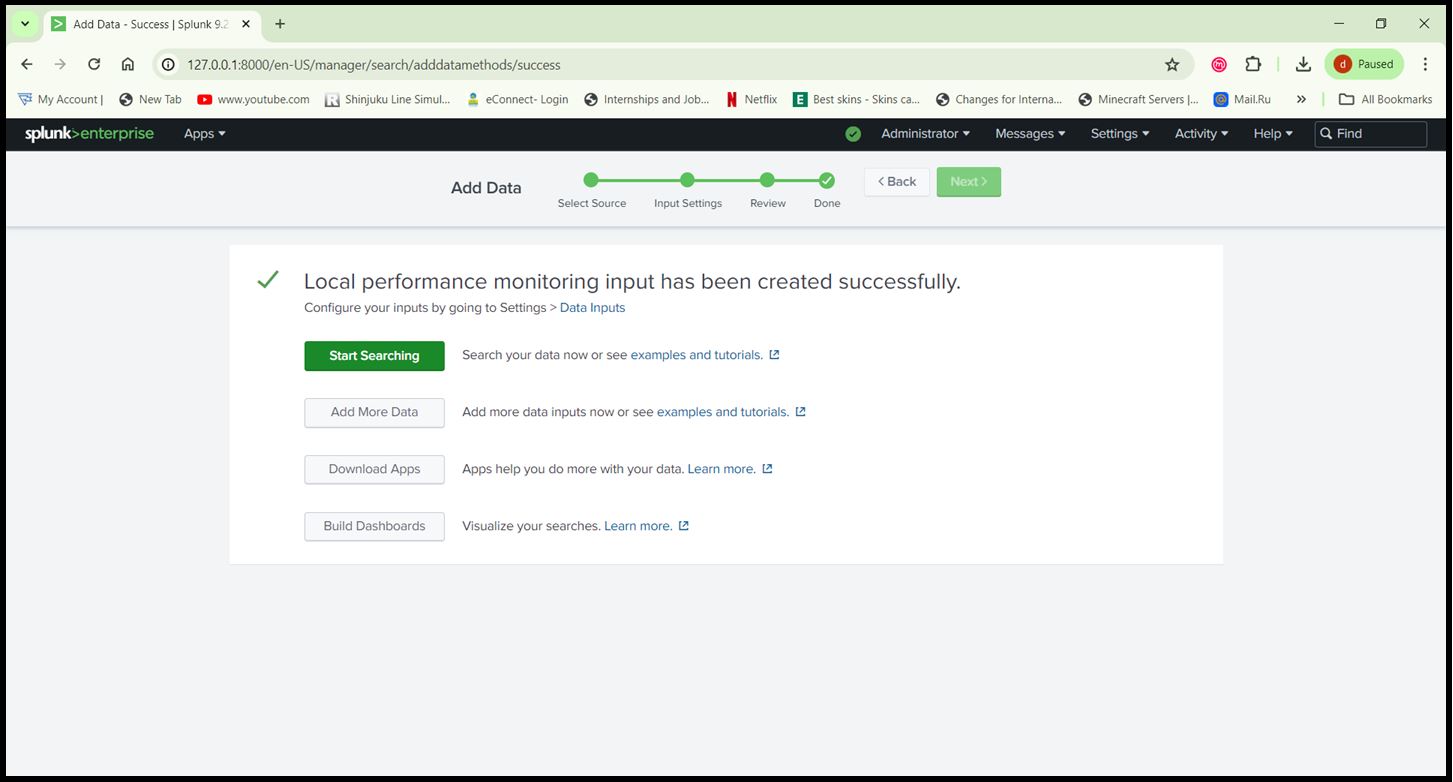 Add Data - Success | Splunk 9.2
127.0.0.1:8000/en-US/manager/search/adddatamethods/success
d Paused
My Account |
New Tab
www.youtube.com
Shinjuku Line Simul...
eConnect- Login
Internships and Job...
Netflix
Best skins - Skins ca...
Changes for Interna...
Minecraft Servers |...
Mail.Ru
All Bookmarks
splunk>enterprise
Apps
Administrator
Messages
Settings
Activity
Help
Find
Add Data
Select Source
Input Settings
Review
Done
< Back
Next >
Local performance monitoring input has been created successfully.
Configure your inputs by going to Settings > Data Inputs
Start Searching
Search your data now or see examples and tutorials.
Add More Data
Add more data inputs now or see examples and tutorials.
Download Apps
Apps help you do more with your data. Learn more.
Build Dashboards
Visualize your searches. Learn more.